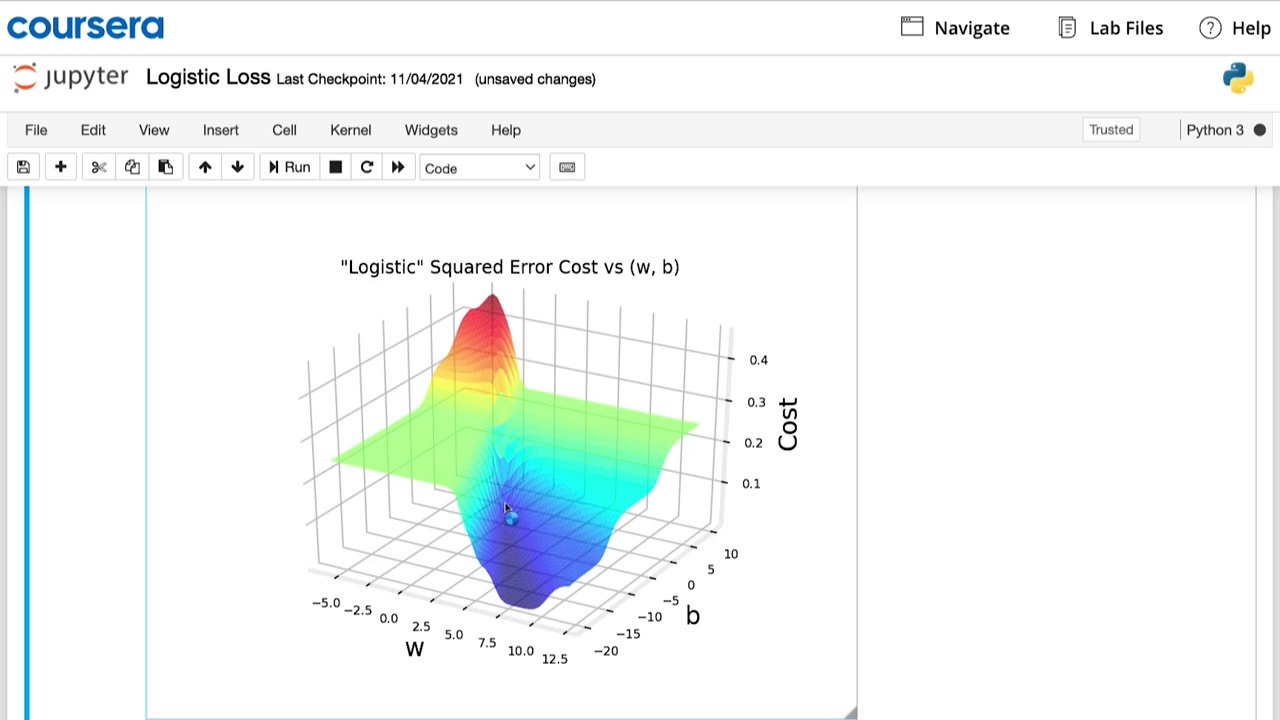 coursera
Navigate
Lab Files
? Help
jupyter Logistic Loss Last Checkpoint: 11/04/2021 (unsaved changes)
File Edit View Insert Cell Kernel Widgets Help
Trusted
Python 3
Run
Code
"Logistic" Squared Error Cost vs (w, b)
0.4
0.3
0.2
0.1
Cost
10
5
0
−5
−10
−15
−20
b
−5.0
−2.5
0.0
2.5
5.0
7.5
10.0
12.5
w